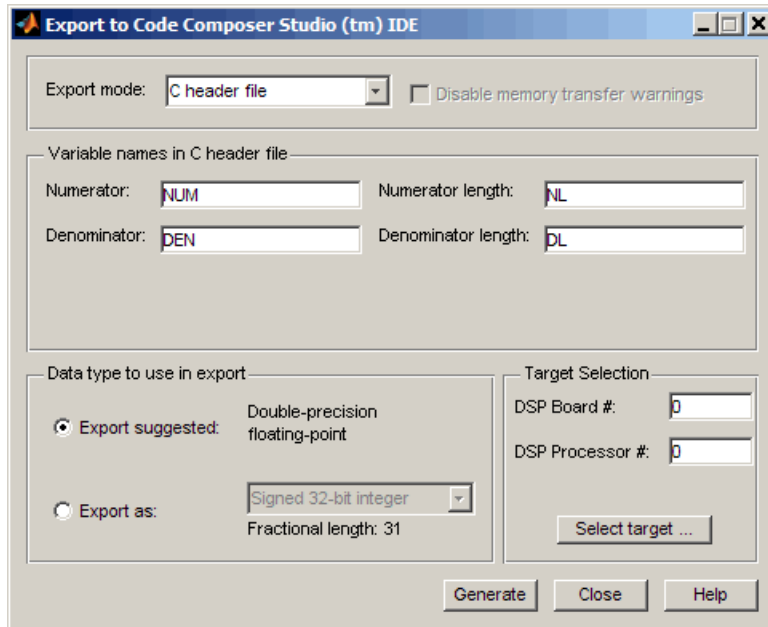 Export to Code Composer Studio (tm) IDE
Export mode: C header file Disable memory transfer warnings
Variable names in C header file
Numerator: NUM Numerator length: NL
Denominator: DEN Denominator length: DL
Data type to use in export
Export suggested: Double-precision
floating-point
Export as: Signed 32-bit integer
Fractional length: 31
Target Selection
DSP Board #: 0
DSP Processor #: 0
Select target ...
Generate Close Help